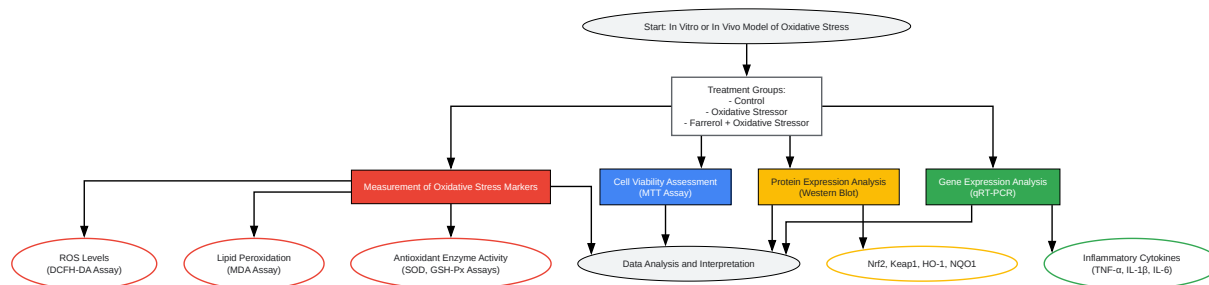 Start: In Vitro or In Vivo Model of Oxidative Stress
Treatment Groups:
- Control
- Oxidative Stressor
- Farrerol + Oxidative Stressor
Measurement of Oxidative Stress Markers
Cell Viability Assessment
(MTT Assay)
Protein Expression Analysis
(Western Blot)
Gene Expression Analysis
(qRT-PCR)
ROS Levels
(DCFH-DA Assay)
Lipid Peroxidation
(MDA Assay)
Antioxidant Enzyme Activity
(SOD, GSH-Px Assays)
Data Analysis and Interpretation
Nrf2, Keap1, HO-1, NQO1
Inflammatory Cytokines
(TNF-α, IL-1β, IL-6)